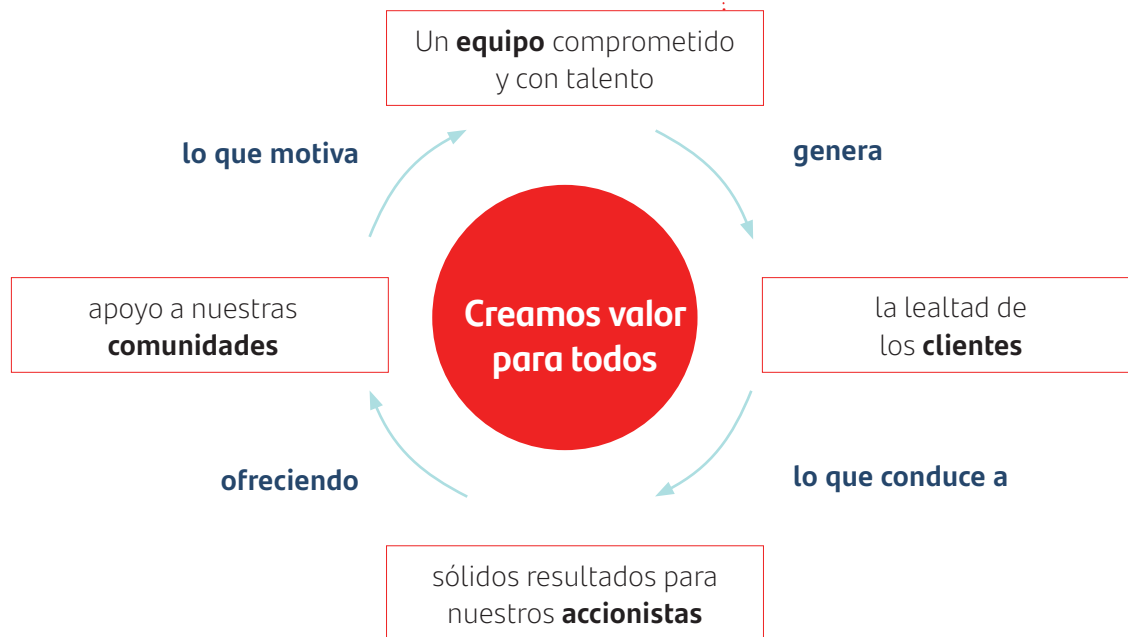 Un equipo comprometido
y con talento
genera
la lealtad de
los clientes
lo que conduce a
sólidos resultados para
nuestros accionistas
ofreciendo
apoyo a nuestras
comunidades
lo que motiva
Creamos valor
para todos